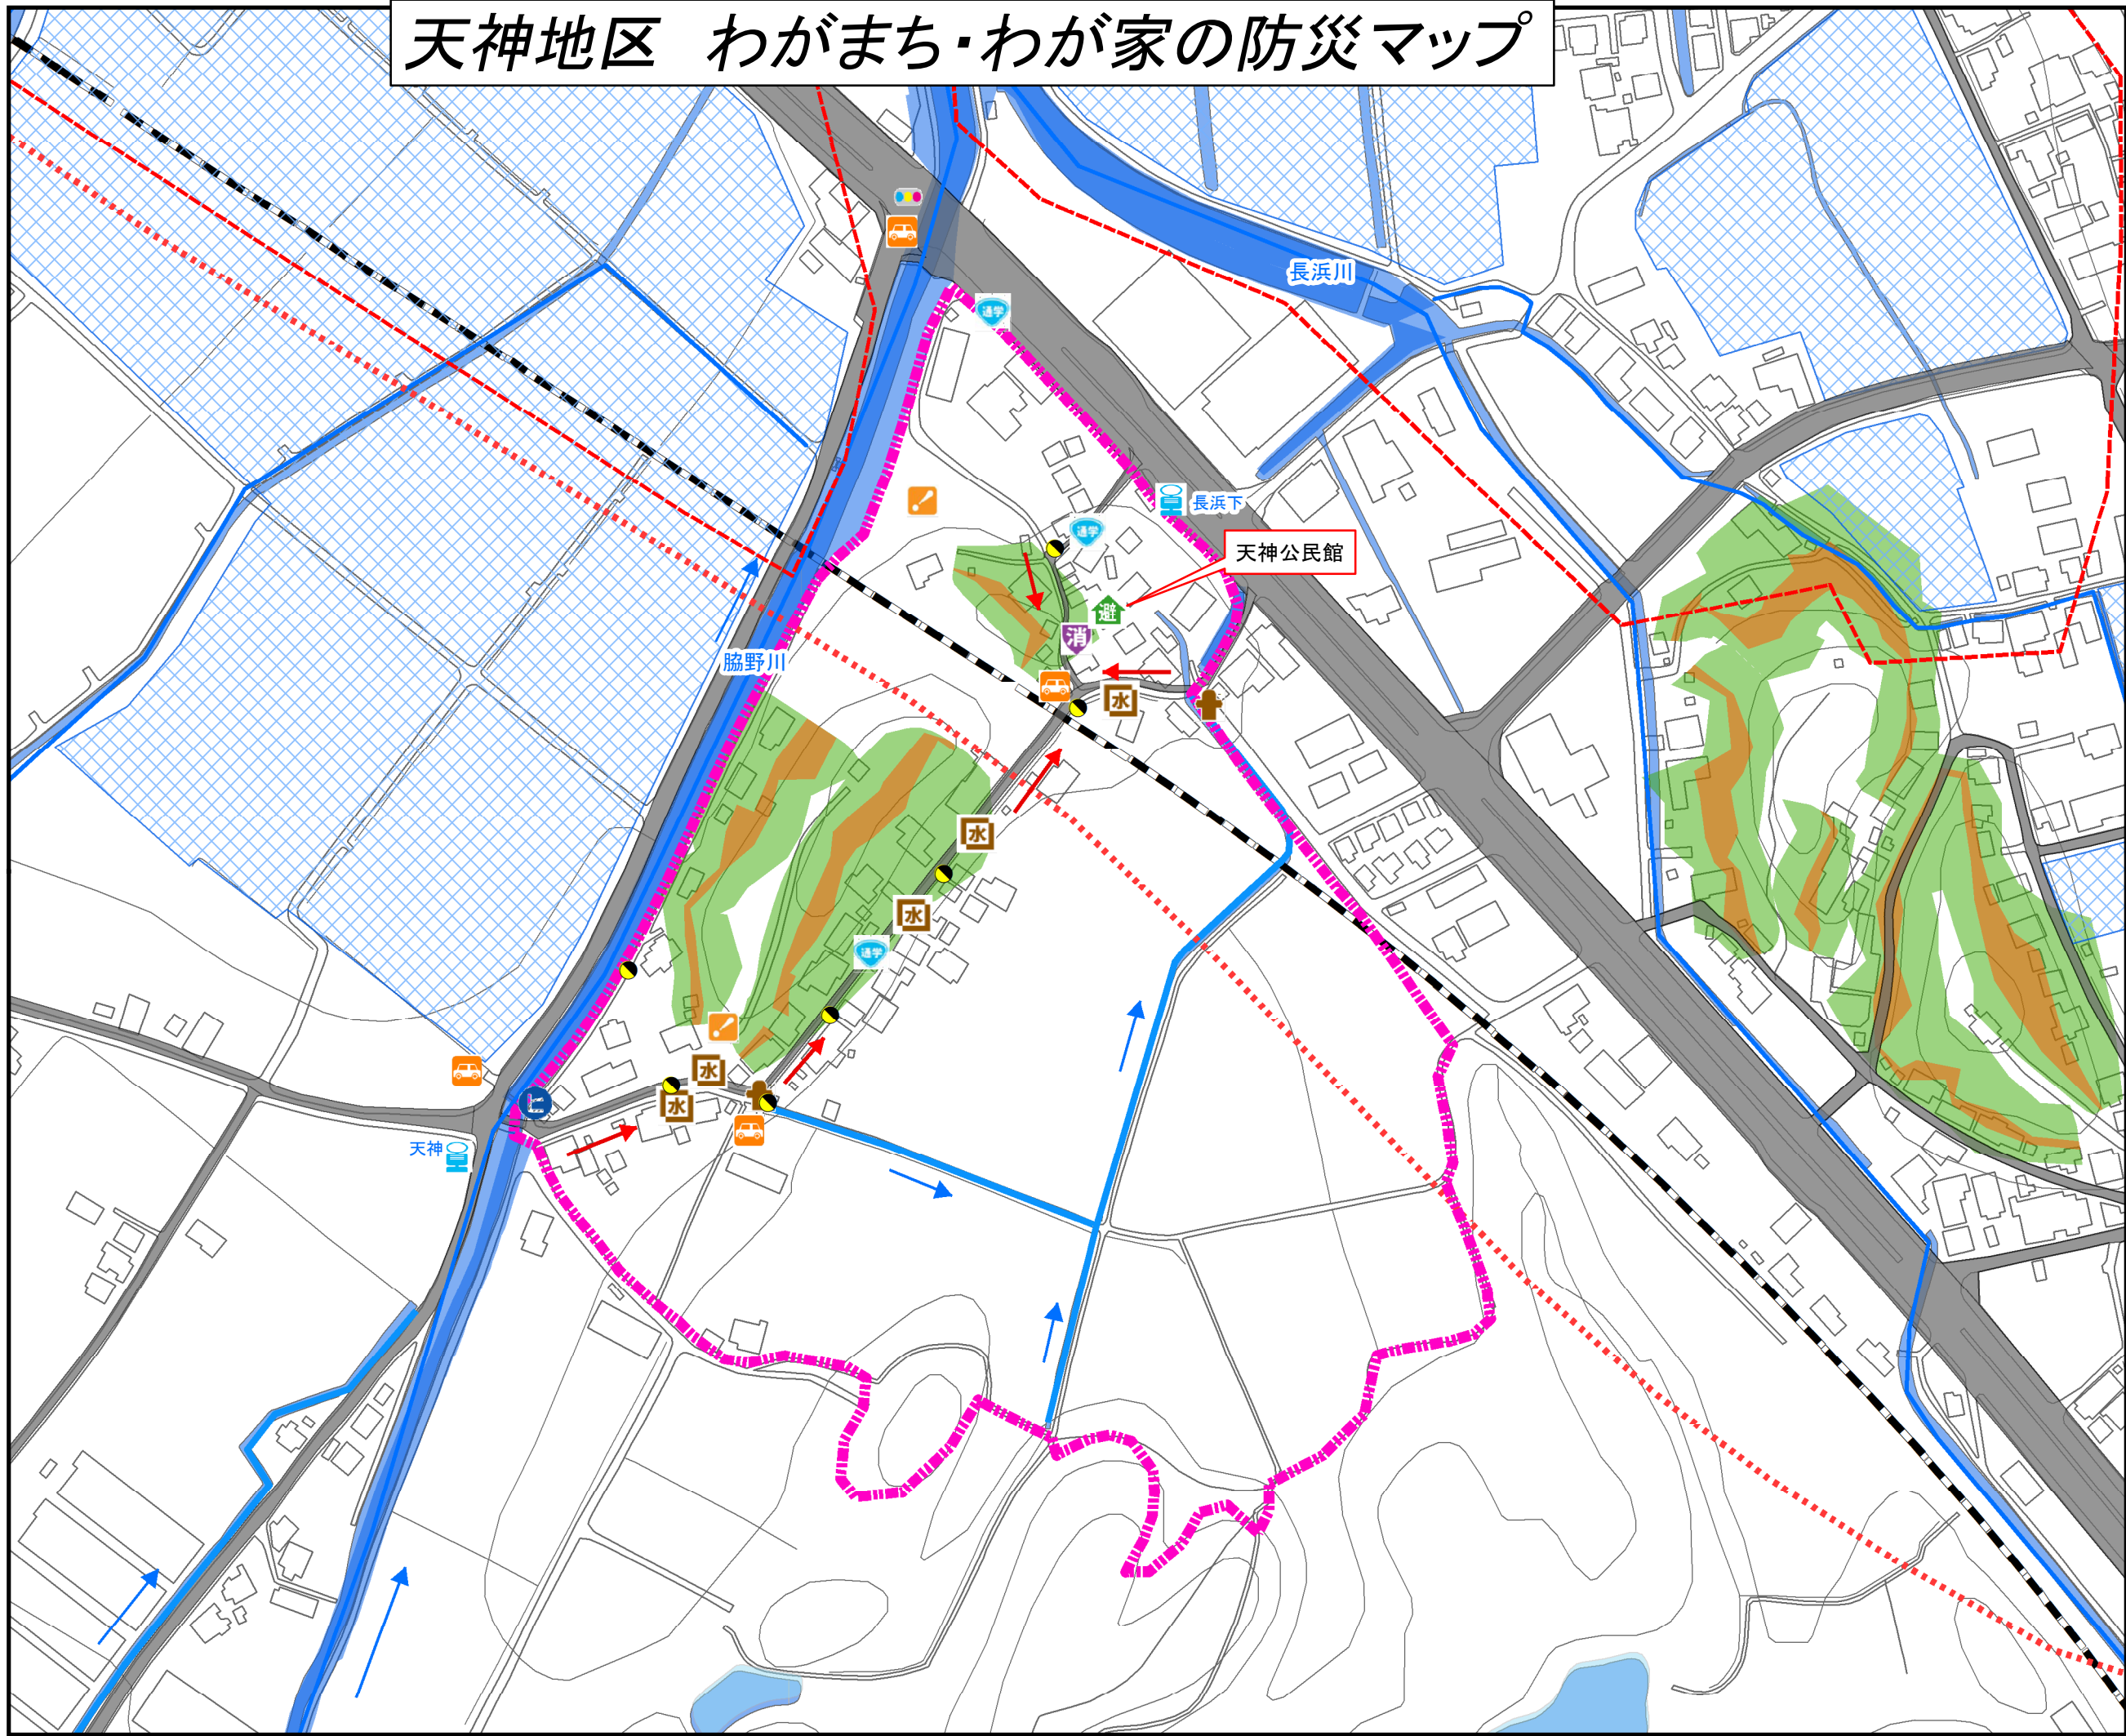 天神地区　わがまち・わが家の防災マップ
長浜川
通学
長浜下
通学
天神公民館
避
消
脇野川
水
水
水
通学
水
水
天神